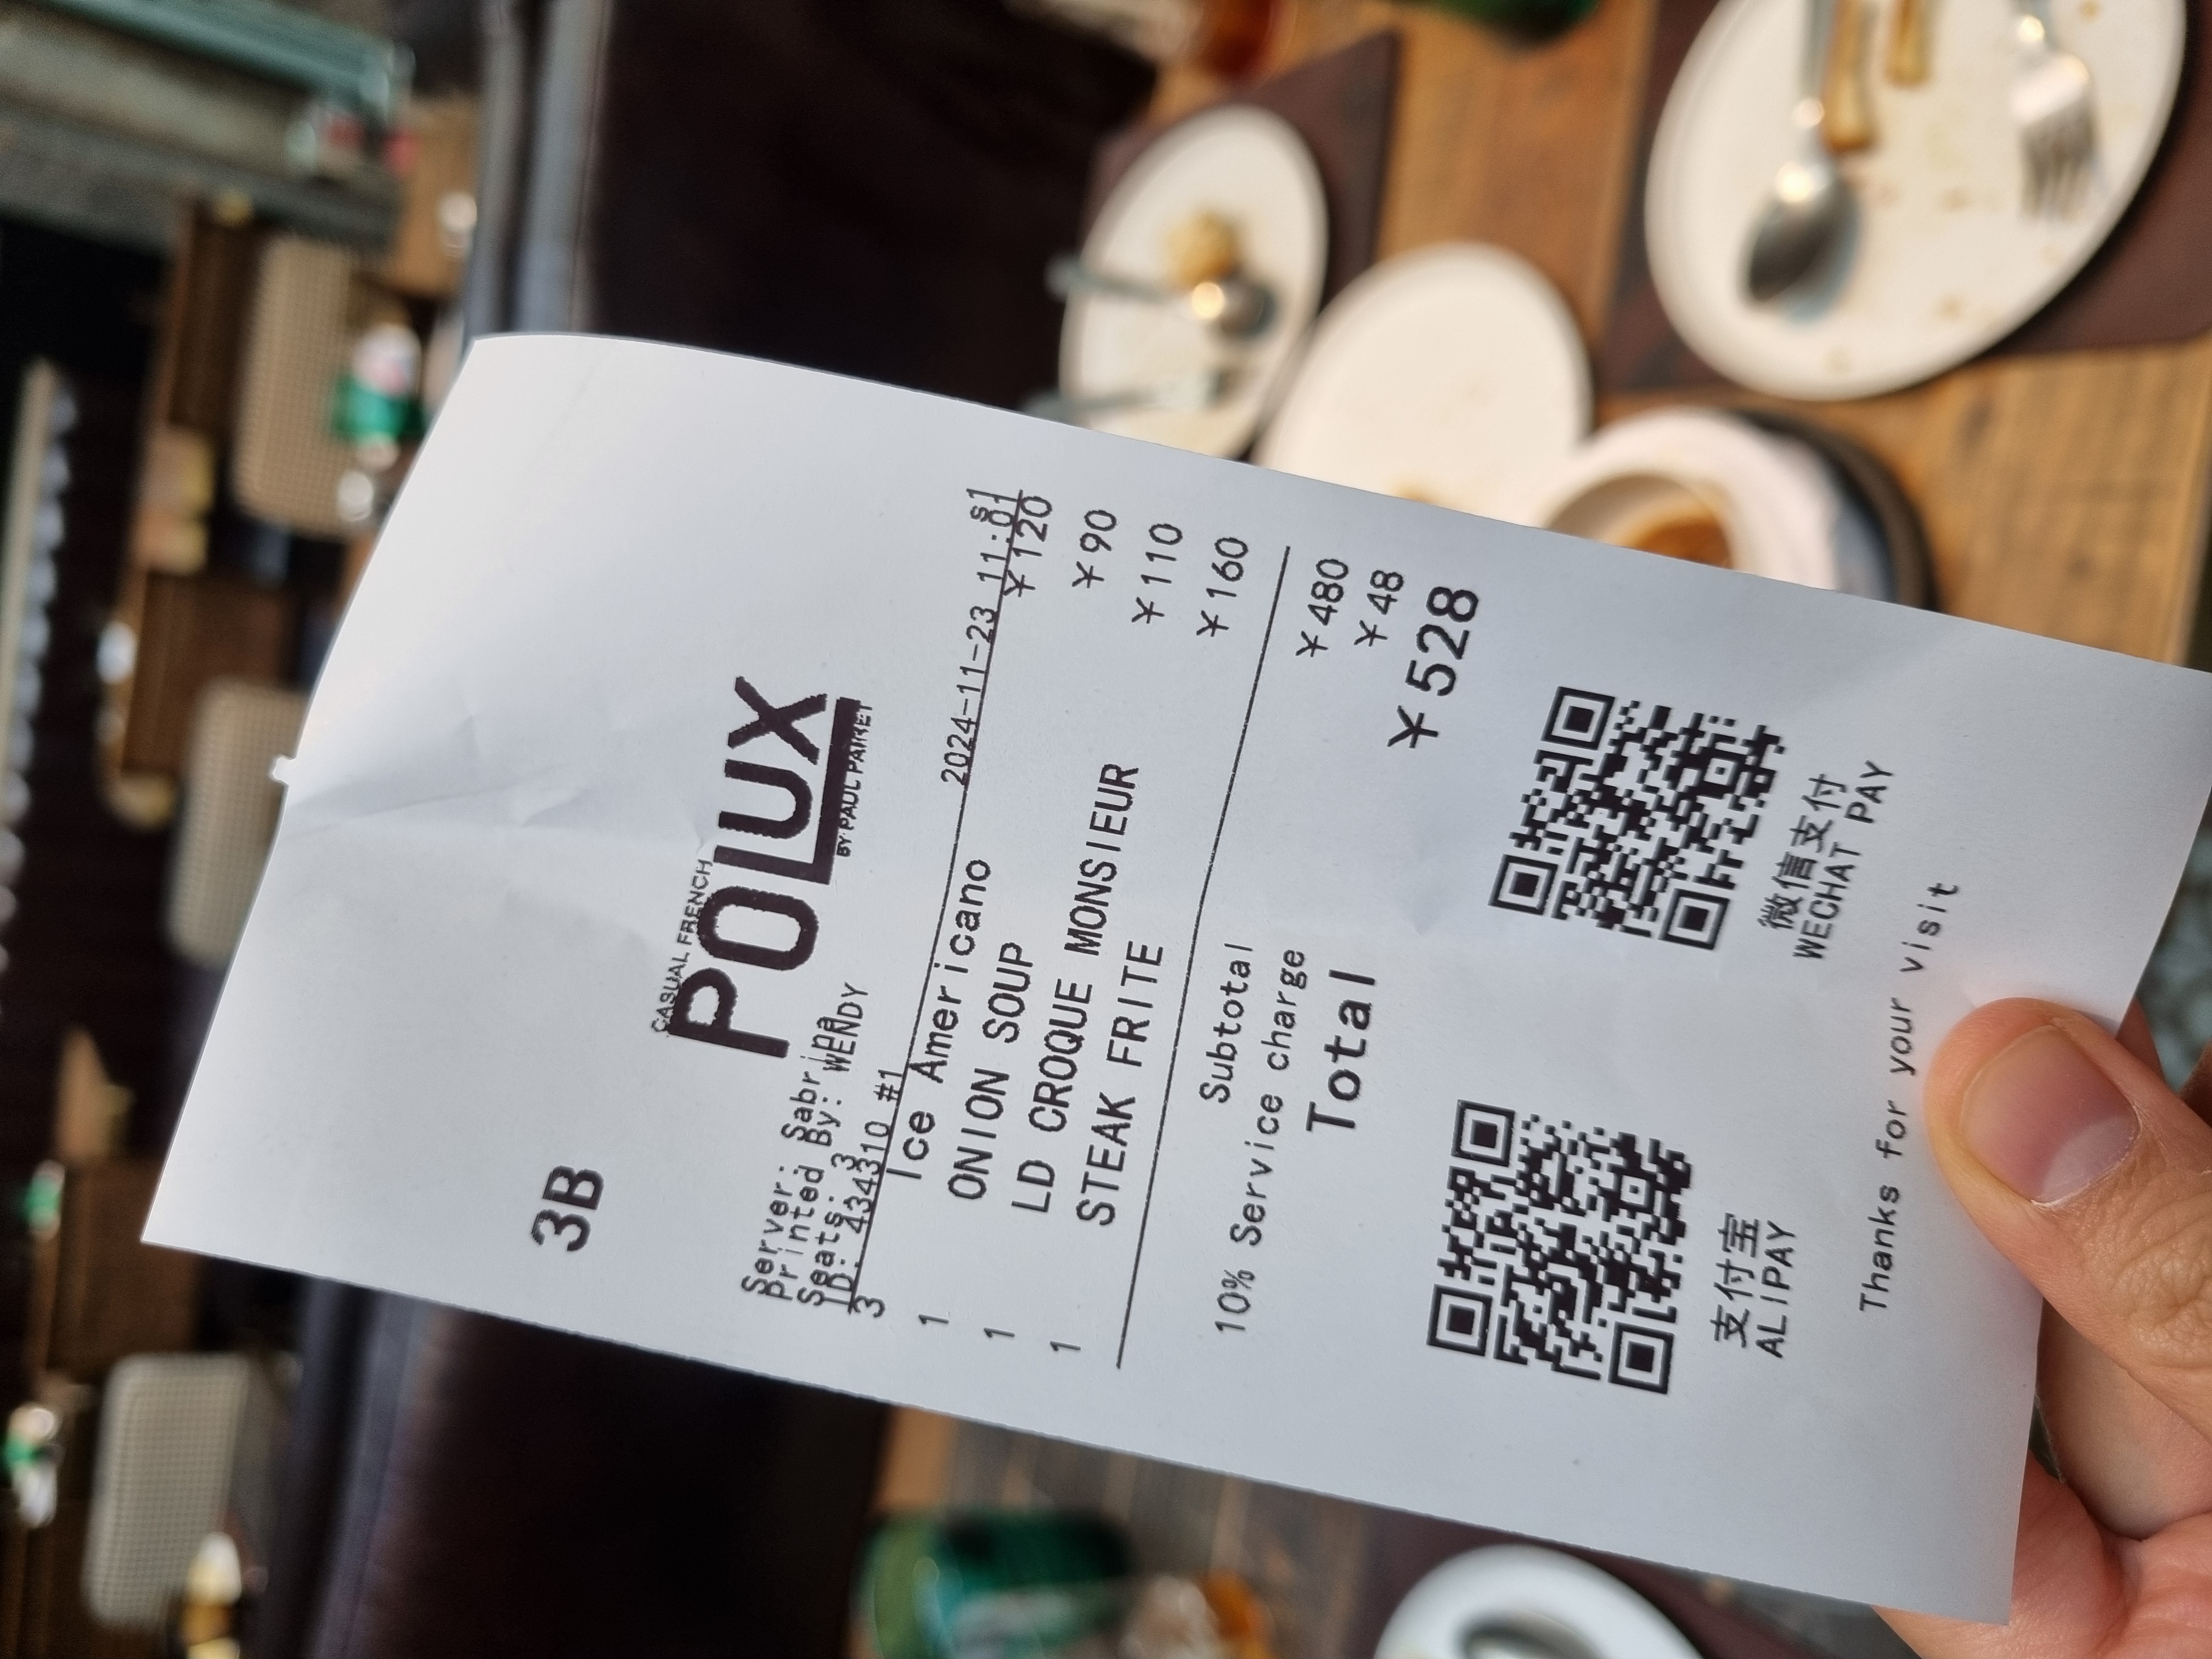 3B
CASUAL FRENCH
POLUX
BY PAUL PAIRET
Server: Sabrina
Printed By: WENDY
Seats: 3
ID: 434310 #1 2024-11-23 11:01
s1
3 Ice Americano ¥120
1 ONION SOUP ¥90
1 LD CROQUE MONSIEUR ¥110
1 STEAK FRITE ¥160
Subtotal ¥480
10% Service charge ¥48
Total ¥528
支付宝 微信支付
ALIPAY WECHAT PAY
Thanks for your visit